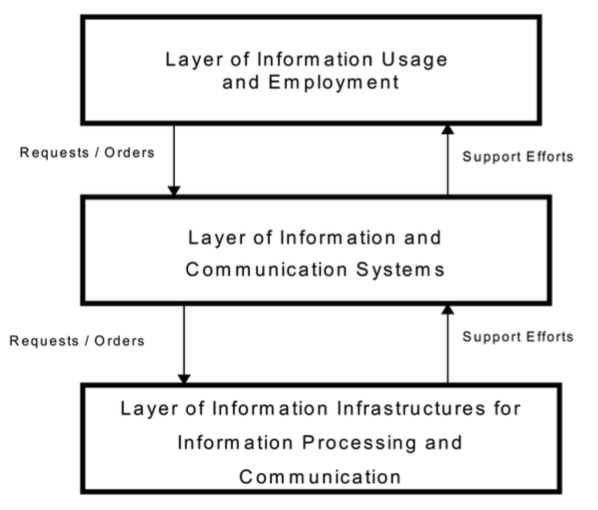 Layer of Information Usage
and Employment
Requests / Orders
Support Efforts
Layer of Information and
Communication Systems
Requests / Orders
Support Efforts
Layer of Information Infrastructures for
Information Processing and
Communication